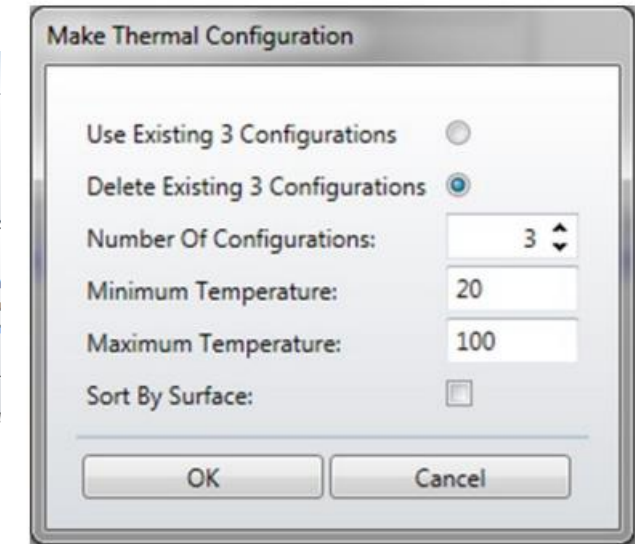 Make Thermal Configuration
Use Existing 3 Configurations
Delete Existing 3 Configurations
Number Of Configurations: 3
Minimum Temperature: 20
Maximum Temperature: 100
Sort By Surface:
OK Cancel